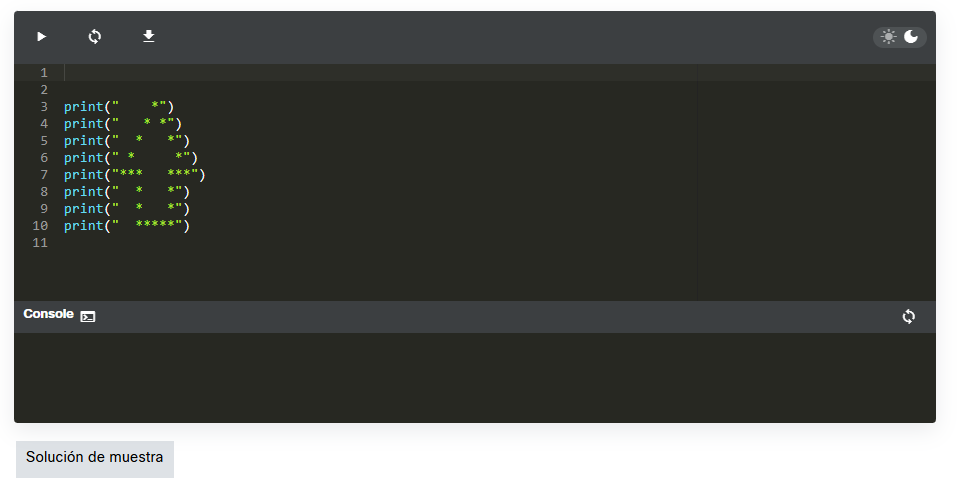 1
2
3 print("    *")
4 print("   * *")
5 print("  *   *")
6 print(" *     *")
7 print("***   ***")
8 print("  *   *")
9 print("  *   *")
10 print("  *****")
11
Console
Solución de muestra